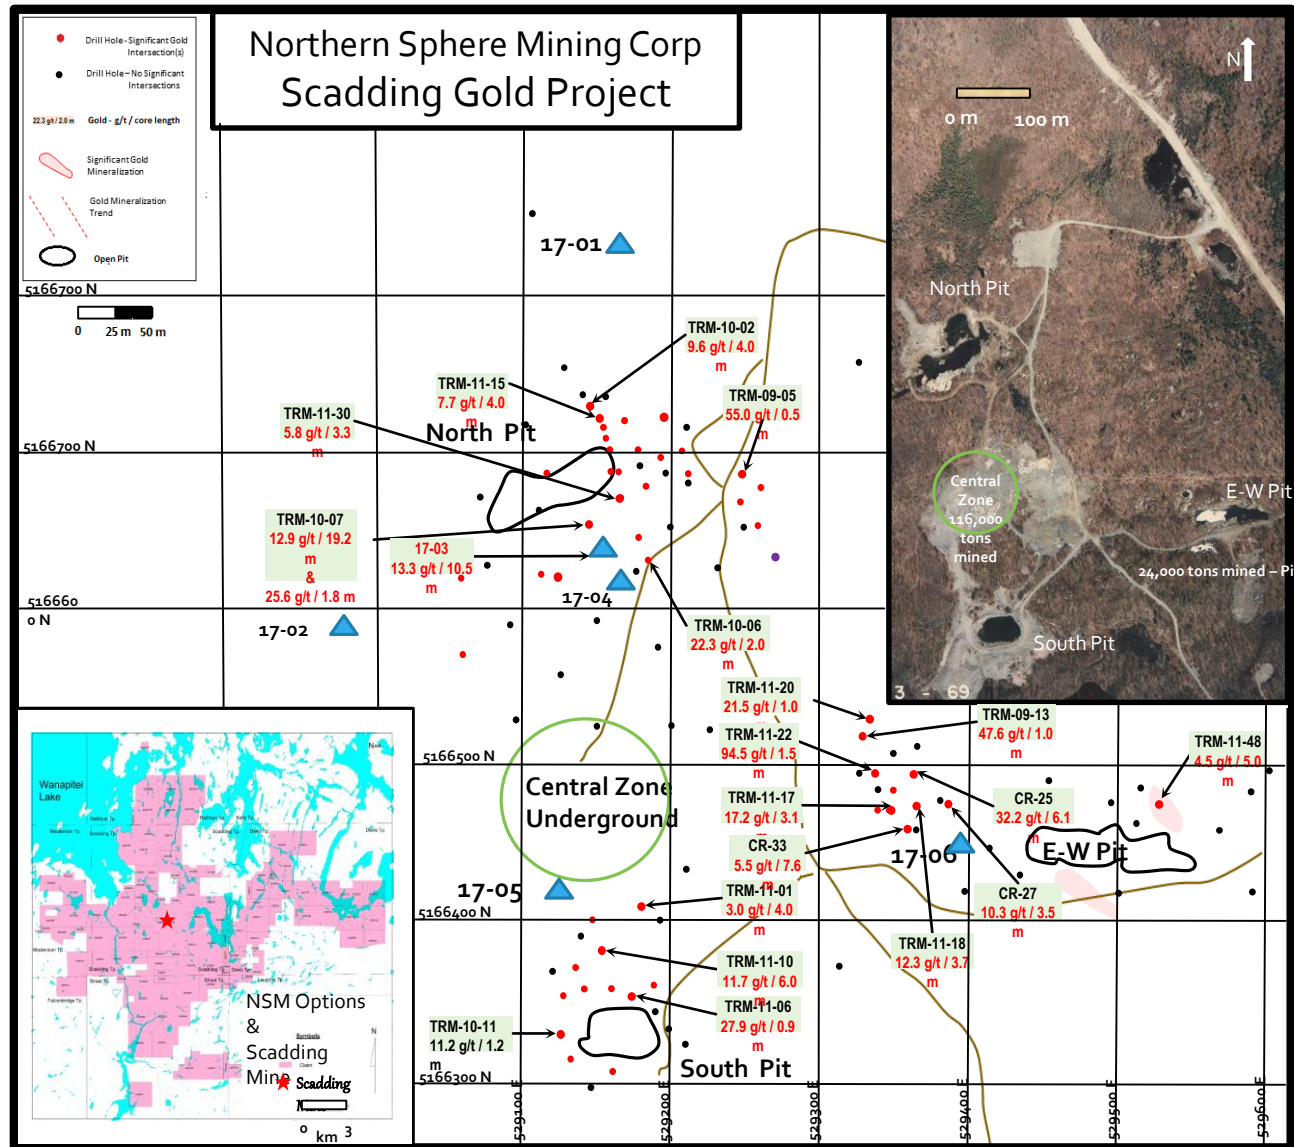 Northern Sphere Mining Corp
Scadding Gold Project
Drill Hole - Significant Gold
Intersection(s)
Drill Hole – No Significant
Intersections
22.3 g/t / 2.0 m
Gold - g/t / core length
Significant Gold
Mineralization
Gold Mineralization
Trend
Open Pit
0 25 m 50 m
5166700 N
5166700 N
51660
0 N
5166500 N
5166400 N
5166300 N
17-01
TRM-10-02
9.6 g/t / 4.0
m
TRM-11-15
7.7 g/t / 4.0
m
TRM-09-05
55.0 g/t / 0.5
m
TRM-11-30
5.8 g/t / 3.3
m
North Pit
TRM-10-07
12.9 g/t / 19.2
m
&
25.6 g/t / 1.8 m
17-03
13.3 g/t / 10.5
m
17-04
17-02
TRM-10-06
22.3 g/t / 2.0
m
TRM-11-20
21.5 g/t / 1.0
TRM-11-22
94.5 g/t / 1.5
m
TRM-09-13
47.6 g/t / 1.0
m
TRM-11-48
4.5 g/t / 5.0
m
Central Zone
Underground
TRM-11-17
17.2 g/t / 3.1
CR-25
32.2 g/t / 6.1
m
CR-33
5.5 g/t / 7.6
m
17-06
E-W Pit
17-05
TRM-11-01
3.0 g/t / 4.0
m
CR-27
10.3 g/t / 3.5
m
TRM-11-18
12.3 g/t / 3.7
m
TRM-11-10
11.7 g/t / 6.0
m
TRM-11-06
27.9 g/t / 0.9
m
TRM-10-11
11.2 g/t / 1.2
m
South Pit
529100 E
529200 E
529300 E
529400 E
529500 E
529600 E
N
0 m 100 m
North Pit
Central
Zone
116,000
tons
mined
E-W Pit
24,000 tons mined – Pi
South Pit
3 - 69
Wanapitei
Lake
NSM Options
&
Scadding
Mine
Symbols
Claim
N
Scadding
0 km 3